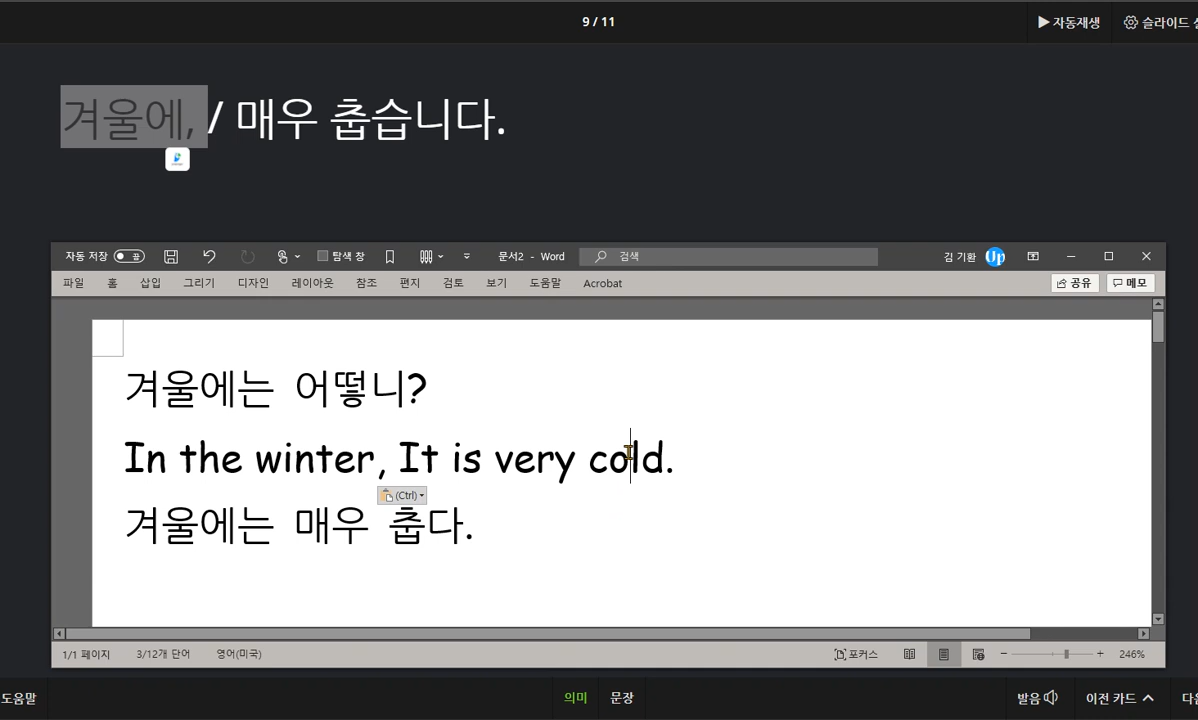 9 / 11
자동재생
슬라이드
겨울에, / 매우 춥습니다.
자동 저장
탐색 창
문서2 - Word
검색
김 기환
Up
파일 홈 삽입 그리기 디자인 레이아웃 참조 편지 검토 보기 도움말 Acrobat
공유
메모
겨울에는 어떻니?
In the winter, It is very cold.
(Ctrl)
겨울에는 매우 춥다.
1/1 페이지 3/12개 단어 영어(미국)
포커스
246%
도움말
의미
문장
발음
이전 카드